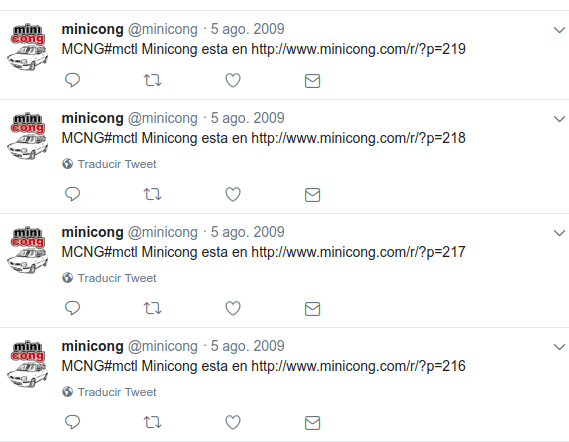 mini
cong
minicong @minicong · 5 ago. 2009
MCNG#mctl Minicong esta en http://www.minicong.com/r/?p=219
mini
cong
minicong @minicong · 5 ago. 2009
MCNG#mctl Minicong esta en http://www.minicong.com/r/?p=218
Traducir Tweet
mini
cong
minicong @minicong · 5 ago. 2009
MCNG#mctl Minicong esta en http://www.minicong.com/r/?p=217
Traducir Tweet
mini
cong
minicong @minicong · 5 ago. 2009
MCNG#mctl Minicong esta en http://www.minicong.com/r/?p=216
Traducir Tweet